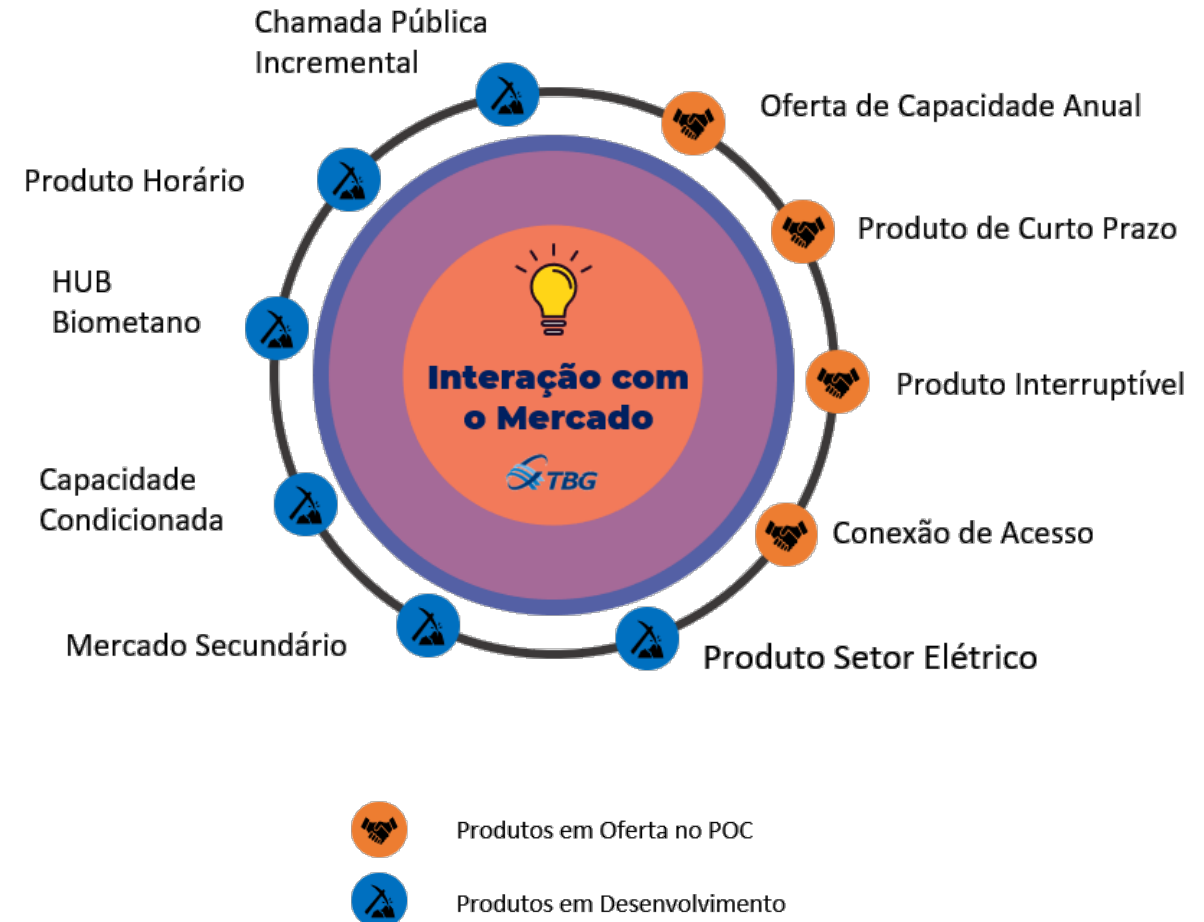 Chamada Pública
Incremental
Oferta de Capacidade Anual
Produto Horário
Produto de Curto Prazo
HUB
Biometano
Interação com
o Mercado
TBG
Produto Interruptível
Capacidade
Condicionada
Conexão de Acesso
Mercado Secundário
Produto Setor Elétrico
Produtos em Oferta no POC
Produtos em Desenvolvimento